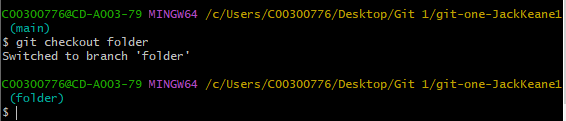 C00300776@CD-A003-79 MINGW64 /c/Users/C00300776/Desktop/Git 1/git-one-JackKeane1
(main)
$ git checkout folder
Switched to branch 'folder'
C00300776@CD-A003-79 MINGW64 /c/Users/C00300776/Desktop/Git 1/git-one-JackKeane1
(folder)
$